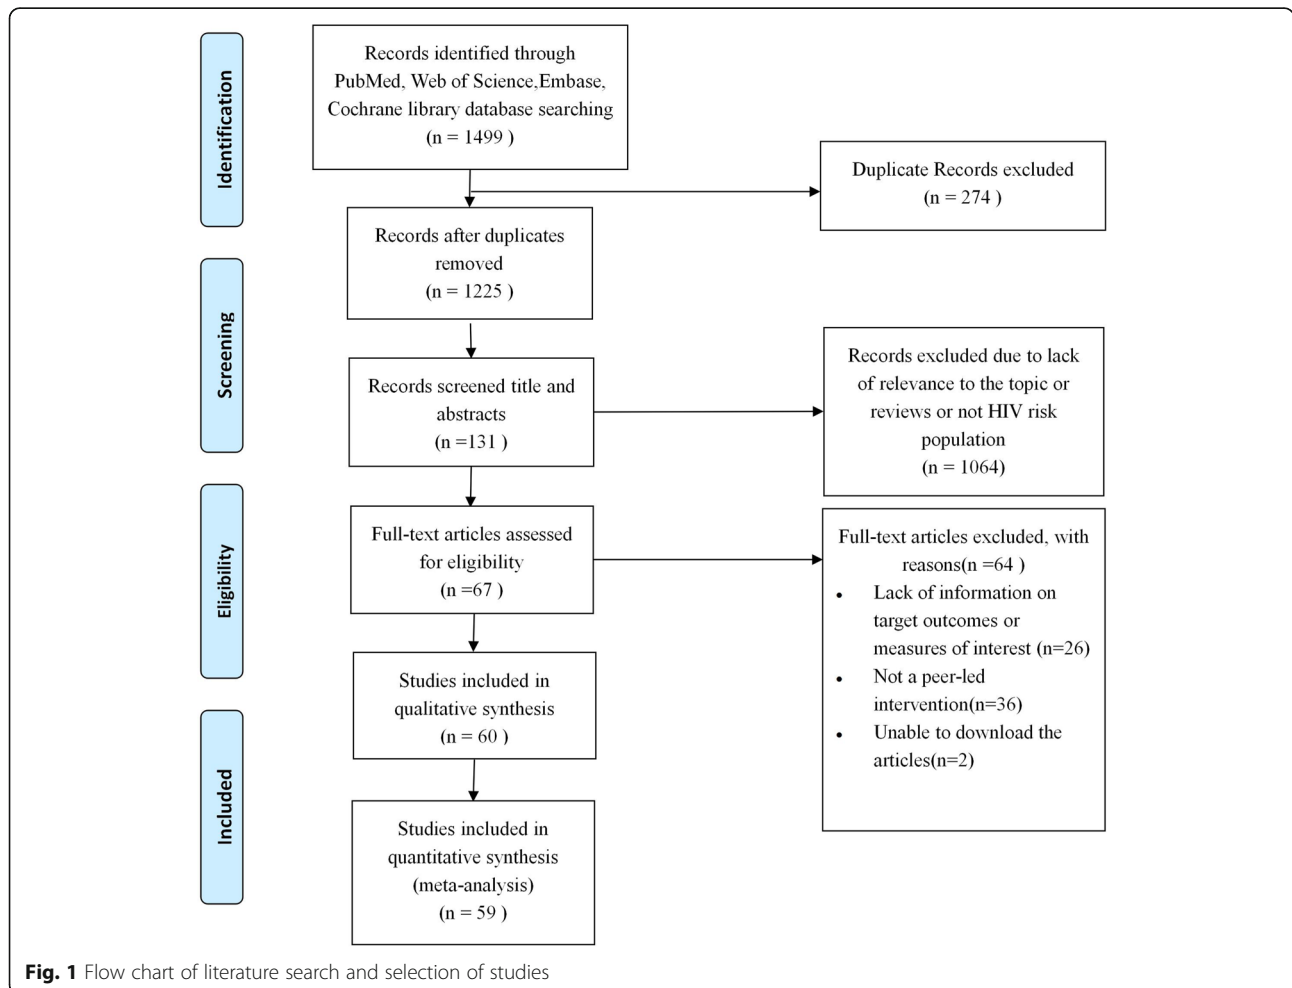 Identification
Records identified through
PubMed, Web of Science,Embase,
Cochrane library database searching
(n = 1499 )
Duplicate Records excluded
(n = 274 )
Records after duplicates
removed
(n = 1225 )
Screening
Records screened title and
abstracts
(n =131 )
Records excluded due to lack
of relevance to the topic or
reviews or not HIV risk
population
(n = 1064)
Eligibility
Full-text articles assessed
for eligibility
(n =67 )
Full-text articles excluded, with
reasons(n =64 )
• Lack of information on
target outcomes or
measures of interest (n=26)
• Not a peer-led
intervention(n=36)
• Unable to download the
articles(n=2)
Studies included in
qualitative synthesis
(n = 60 )
Included
Studies included in
quantitative synthesis
(meta-analysis)
(n = 59 )
Fig. 1 Flow chart of literature search and selection of studies